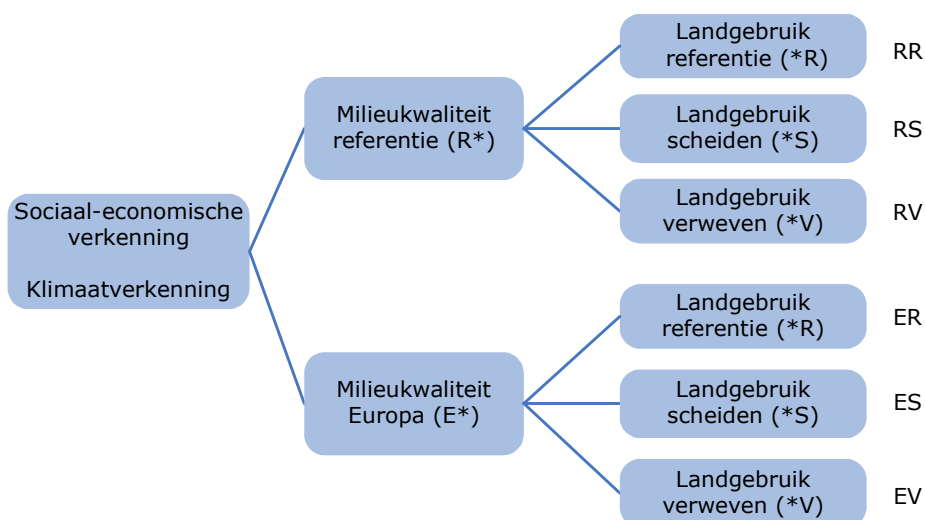 Sociaal-economische
verkenning
Klimaatverkenning
Milieukwaliteit
referentie (R*)
Landgebruik
referentie (*R)
RR
Landgebruik
scheiden (*S)
RS
Landgebruik
verweven (*V)
RV
Milieukwaliteit
Europa (E*)
Landgebruik
referentie (*R)
ER
Landgebruik
scheiden (*S)
ES
Landgebruik
verweven (*V)
EV